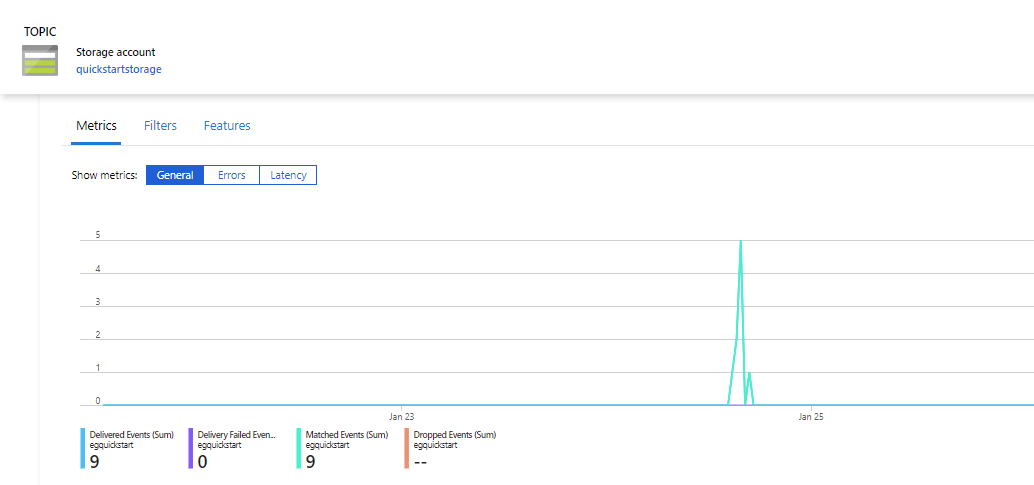 TOPIC
Storage account
quickstartstorage
Metrics Filters Features
Show metrics: General Errors Latency
5
4
3
2
1
0
Jan 23 Jan 25
Delivered Events (Sum) Delivery Failed Even... Matched Events (Sum) Dropped Events (Sum)
egquickstart egquickstart egquickstart egquickstart
9 0 9 --